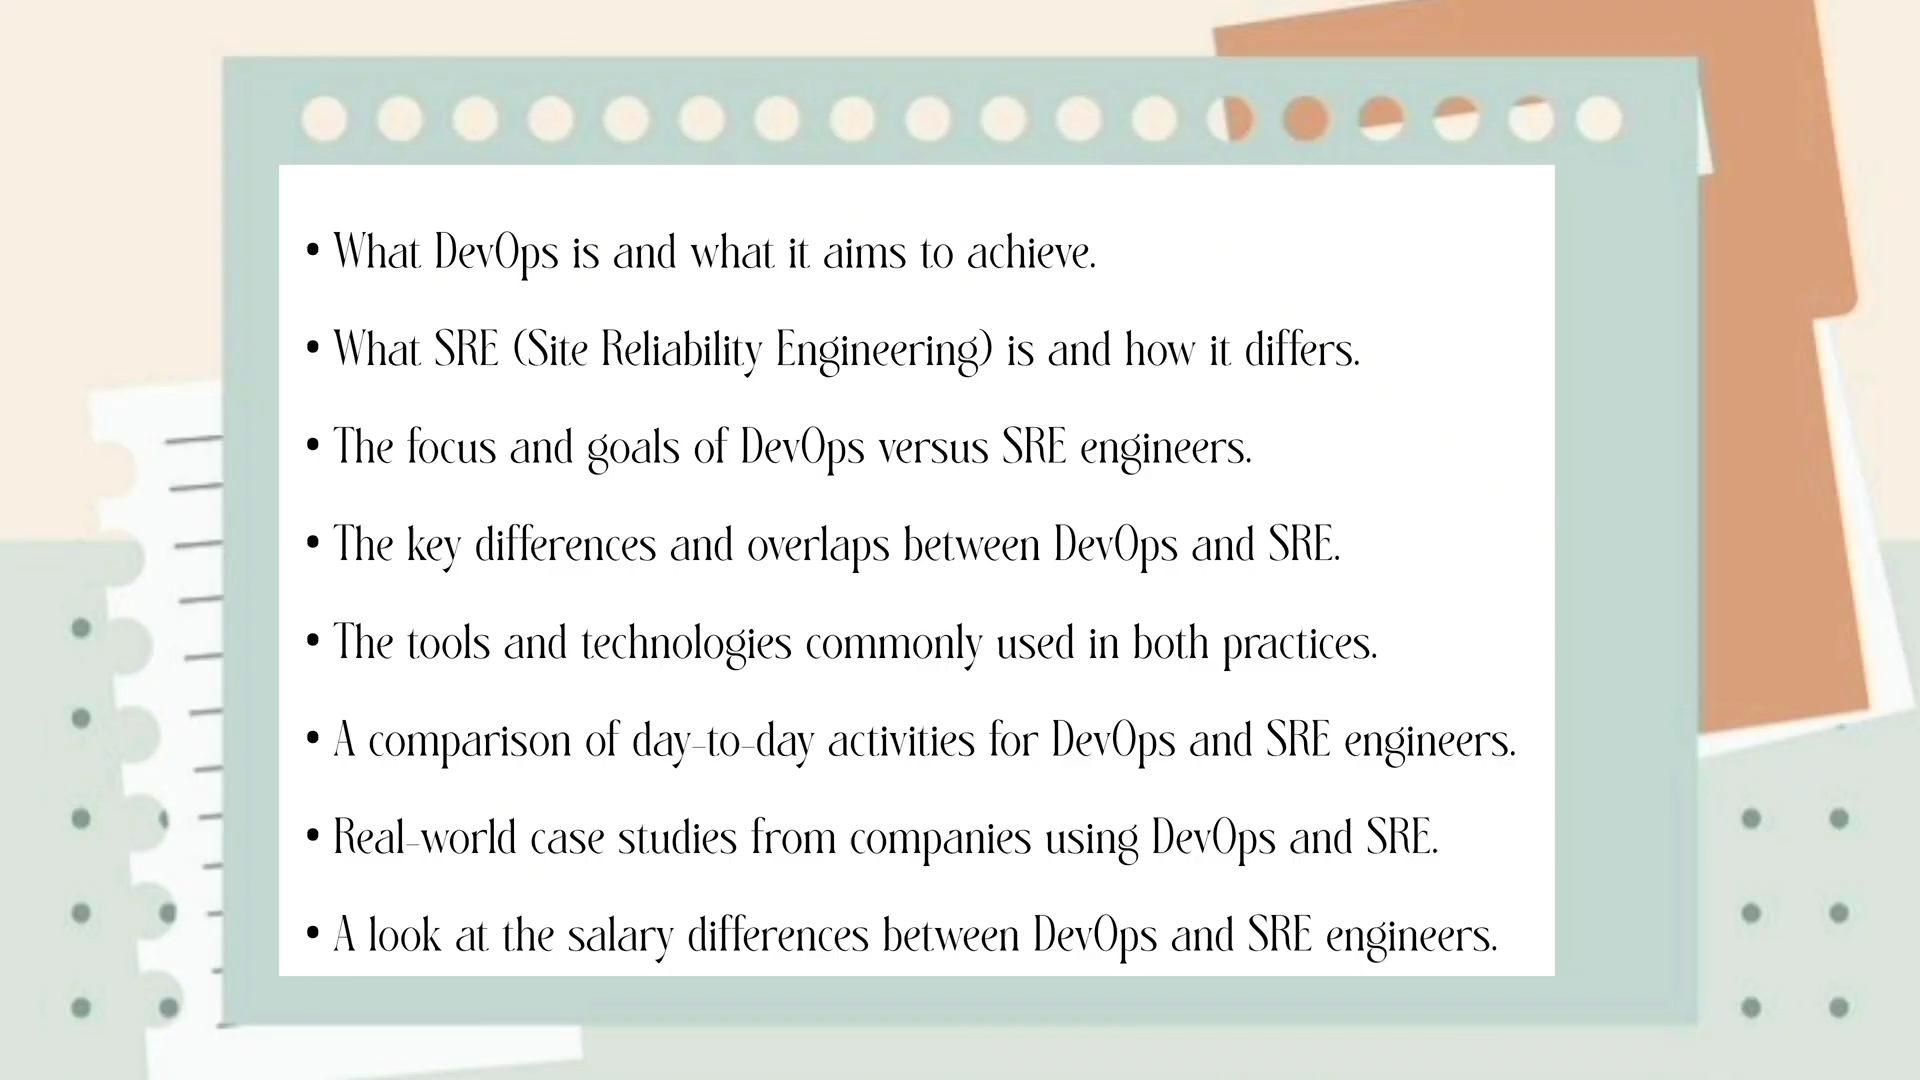 • What DevOps is and what it aims to achieve.
• What SRE (Site Reliability Engineering) is and how it differs.
• The focus and goals of DevOps versus SRE engineers.
• The key differences and overlaps between DevOps and SRE.
• The tools and technologies commonly used in both practices.
• A comparison of day-to-day activities for DevOps and SRE engineers.
• Real-world case studies from companies using DevOps and SRE.
• A look at the salary differences between DevOps and SRE engineers.